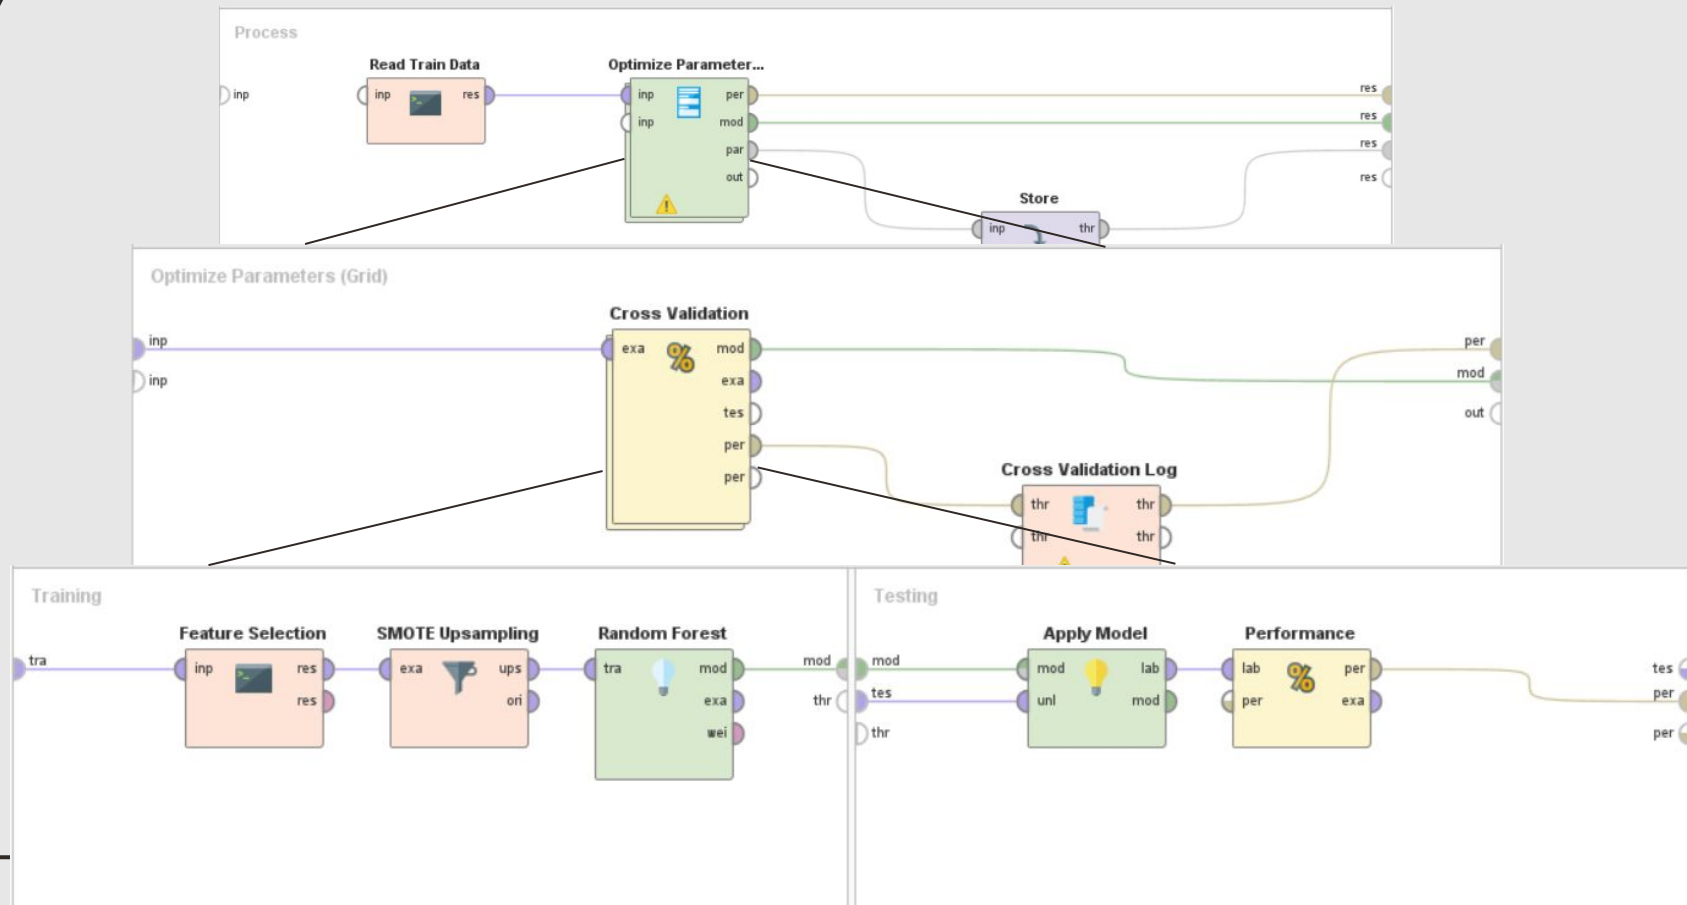 Process
Read Train Data
Optimize Parameter...
inp
inp res
inp per
res
inp mod
res
par
res
out
res
Store
inp thr
Optimize Parameters (Grid)
Cross Validation
inp
exa mod
per
inp
exa
mod
tes
out
per
per
Cross Validation Log
thr thr
thr thr
Training
Testing
Feature Selection
SMOTE Upsampling
Random Forest
Apply Model
Performance
tra
inp res
exa ups
tra mod
mod
mod
mod lab
lab per
tes
res
ori
exa
thr
tes
unl mod
per exa
per
wei
thr
per